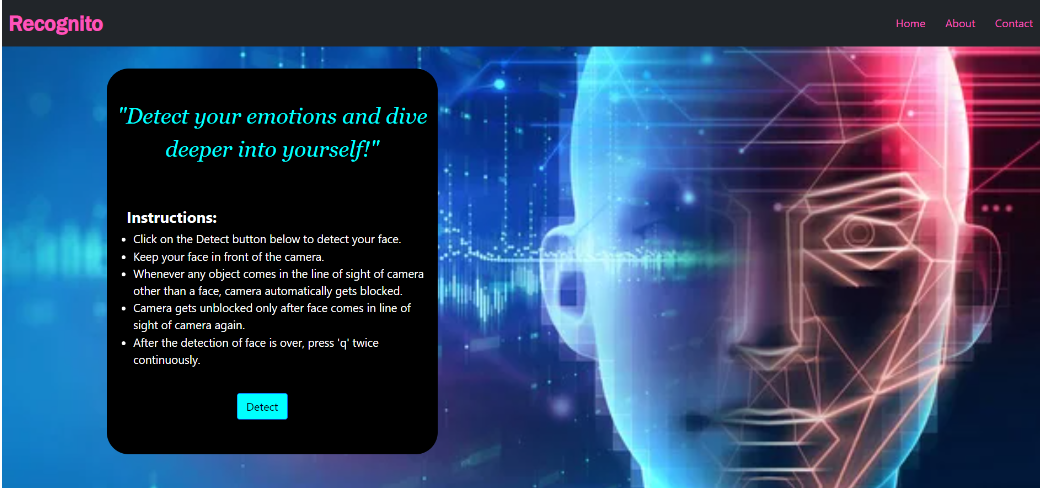 Recognito
Home About Contact
"Detect your emotions and dive
deeper into yourself!"
Instructions:
Click on the Detect button below to detect your face.
Keep your face in front of the camera.
Whenever any object comes in the line of sight of camera
other than a face, camera automatically gets blocked.
Camera gets unblocked only after face comes in line of
sight of camera again.
After the detection of face is over, press 'q' twice
continuously.
Detect